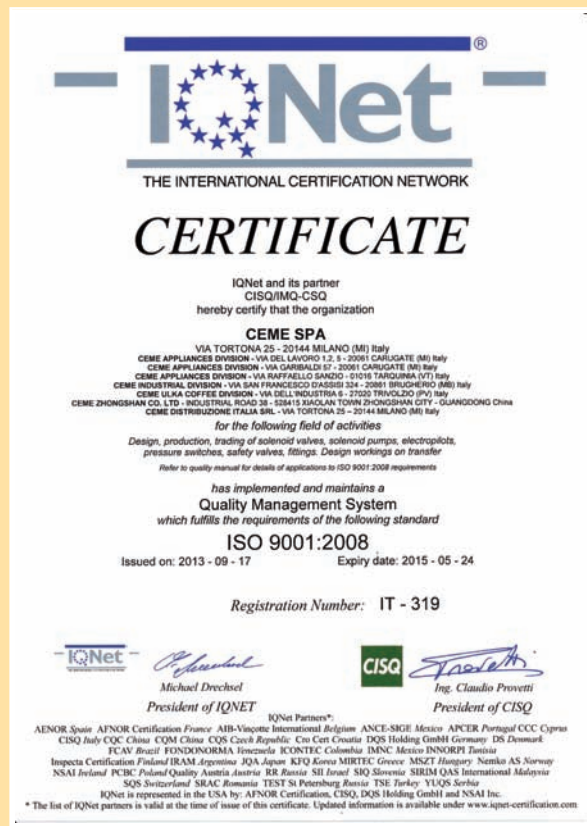 IQNet®
THE INTERNATIONAL CERTIFICATION NETWORK
CERTIFICATE
IQNet and its partner
CISQ/IMQ-CSQ
hereby certify that the organization
CEME SPA
VIA TORTONA 25 - 20144 MILANO (MI) Italy
CEME APPLIANCES DIVISION - VIA DEL LAVORO 1,2, 5 - 20061 CARUGATE (MI) Italy
CEME APPLIANCES DIVISION - VIA GARIBALDI 57 - 20061 CARUGATE (MI) Italy
CEME APPLIANCES DIVISION - VIA RAFFAELLO SANZIO - 01016 TARQUINIA (VT) Italy
CEME INDUSTRIAL DIVISION - VIA SAN FRANCESCO D'ASSISI 324 - 20861 BRUGHERIO (MB) Italy
CEME ULKA COFFEE DIVISION - VIA DELL'INDUSTRIA 6 - 27020 TRIVOLZIO (PV) Italy
CEME ZHONGSHAN CO. LTD - INDUSTRIAL ROAD 38 - 528415 XIAOLAN TOWN ZHONGSHAN CITY - GUANGDONG China
CEME DISTRIBUZIONE ITALIA SRL - VIA TORTONA 25 – 20144 MILANO (MI) Italy
for the following field of activities
Design, production, trading of solenoid valves, solenoid pumps, electropilots,
pressure switches, safety valves, fittings. Design workings on transfer
Refer to quality manual for details of applications to ISO 9001:2008 requirements
has implemented and maintains a
Quality Management System
which fulfills the requirements of the following standard
ISO 9001:2008
Issued on: 2013 - 09 - 17 Expiry date: 2015 - 05 - 24
Registration Number: IT - 319
IQNet CISQ
Michael Drechsel Ing. Claudio Provetti
President of IQNET President of CISQ
IQNet Partners*:
AENOR Spain AFNOR Certification France AIB-Vinçotte International Belgium ANCE-SIGE Mexico APCER Portugal CCC Cyprus
CISQ Italy CQC China CQM China CQS Czech Republic Cro Cert Croatia DQS Holding GmbH Germany DS Denmark
FCAV Brazil FONDONORMA Venezuela ICONTEC Colombia IMNC Mexico INNORPI Tunisia
Inspecta Certification Finland IRAM Argentina JQA Japan KFQ Korea MIRTEC Greece MSZT Hungary Nemko AS Norway
NSAI Ireland PCBC Poland Quality Austria Austria RR Russia SII Israel SIQ Slovenia SIRIM QAS International Malaysia
SQS Switzerland SRAC Romania TEST St Petersburg Russia TSE Turkey YUQS Serbia
IQNet is represented in the USA by: AFNOR Certification, CISQ, DQS Holding GmbH and NSAI Inc.
* The list of IQNet partners is valid at the time of issue of this certificate. Updated information is available under www.iqnet-certification.com